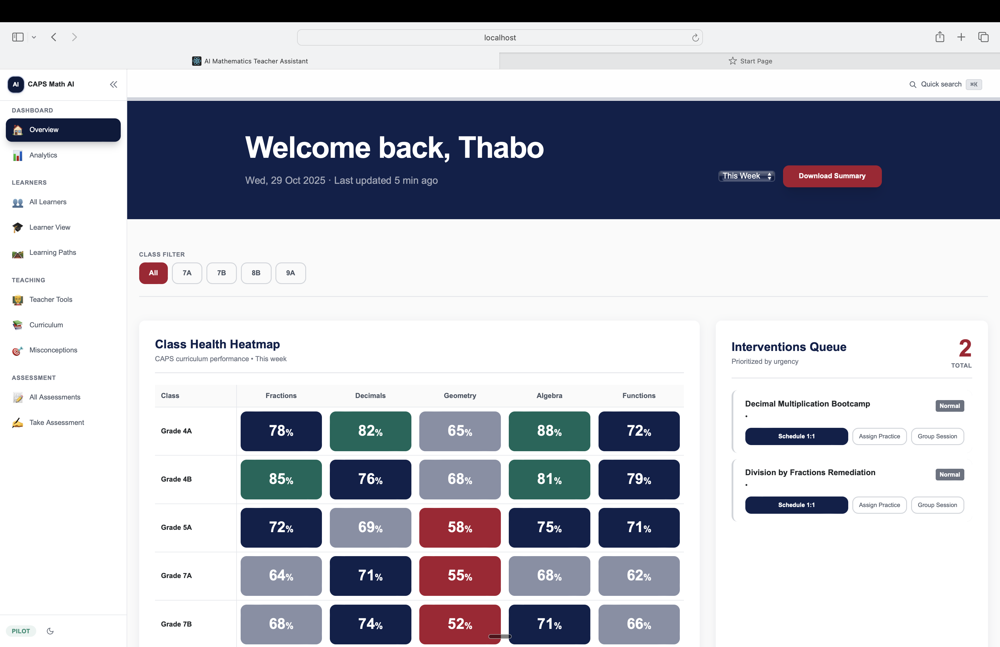 localhost
AI Mathematics Teacher Assistant
Start Page
AI CAPS Math AI
Quick search ⌘K
DASHBOARD
Overview
Analytics
LEARNERS
All Learners
Learner View
Learning Paths
TEACHING
Teacher Tools
Curriculum
Misconceptions
ASSESSMENT
All Assessments
Take Assessment
PILOT
Welcome back, Thabo
Wed, 29 Oct 2025 · Last updated 5 min ago
This Week
Download Summary
CLASS FILTER
All 7A 7B 8B 9A
Class Health Heatmap
CAPS curriculum performance • This week
Class Fractions Decimals Geometry Algebra Functions
Grade 4A 78% 82% 65% 88% 72%
Grade 4B 85% 76% 68% 81% 79%
Grade 5A 72% 69% 58% 75% 71%
Grade 7A 64% 71% 55% 68% 62%
Grade 7B 68% 74% 52% 71% 66%
Interventions Queue
Prioritized by urgency
2
TOTAL
Decimal Multiplication Bootcamp
Normal
•
Schedule 1:1 Assign Practice Group Session
Division by Fractions Remediation
Normal
•
Schedule 1:1 Assign Practice Group Session